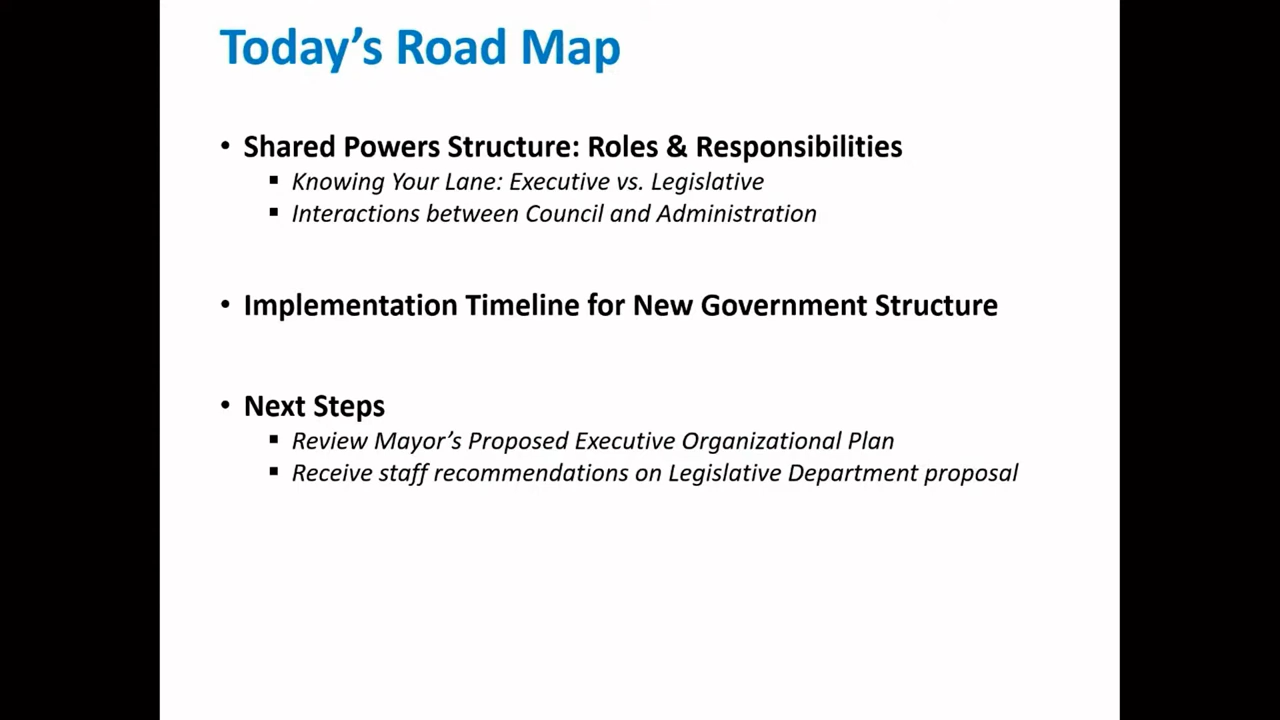 Today’s Road Map
• Shared Powers Structure: Roles & Responsibilities
▪ Knowing Your Lane: Executive vs. Legislative
▪ Interactions between Council and Administration
• Implementation Timeline for New Government Structure
• Next Steps
▪ Review Mayor’s Proposed Executive Organizational Plan
▪ Receive staff recommendations on Legislative Department proposal